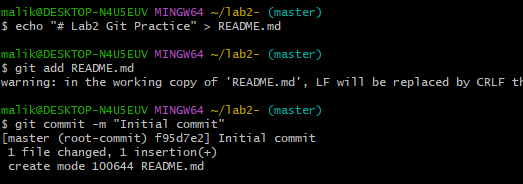 malik@DESKTOP-N4U5EUV MINGW64 ~/lab2- (master)
$ echo "# Lab2 Git Practice" > README.md
malik@DESKTOP-N4U5EUV MINGW64 ~/lab2- (master)
$ git add README.md
warning: in the working copy of 'README.md', LF will be replaced by CRLF th
malik@DESKTOP-N4U5EUV MINGW64 ~/lab2- (master)
$ git commit -m "Initial commit"
[master (root-commit) f95d7e2] Initial commit
 1 file changed, 1 insertion(+)
 create mode 100644 README.md